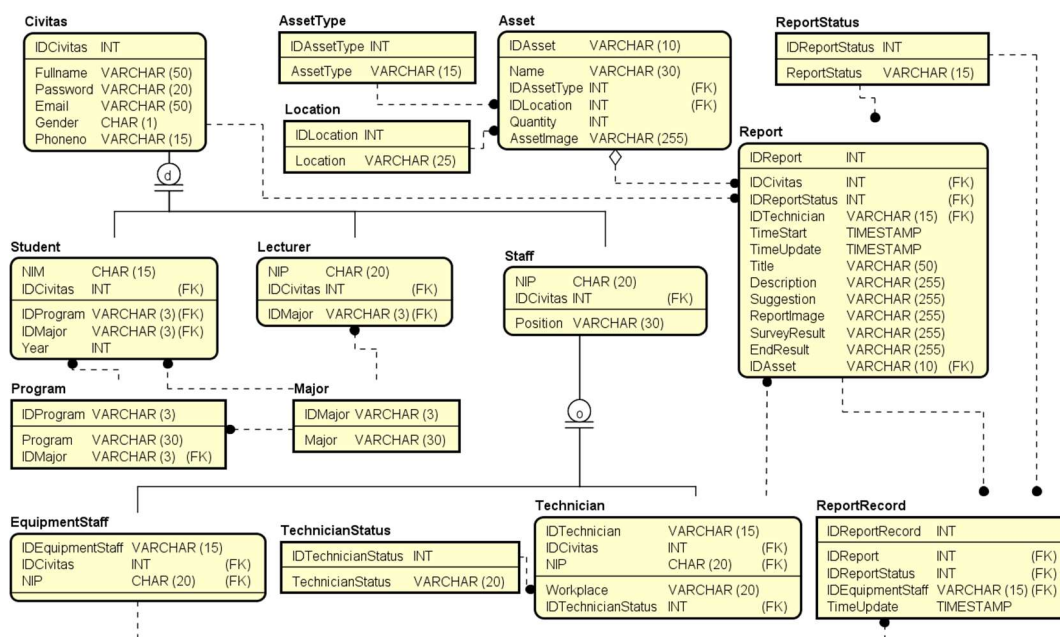 Civitas
IDCivitas INT
Fullname VARCHAR (50)
Password VARCHAR (20)
Email VARCHAR (50)
Gender CHAR (1)
Phoneno VARCHAR (15)
AssetType
IDAssetType INT
AssetType VARCHAR (15)
Location
IDLocation INT
Location VARCHAR (25)
Asset
IDAsset VARCHAR (10)
Name VARCHAR (30)
IDAssetType INT (FK)
IDLocation INT (FK)
Quantity INT
AssetImage VARCHAR (255)
ReportStatus
IDReportStatus INT
ReportStatus VARCHAR (15)
Report
IDReport INT
IDCivitas INT (FK)
IDReportStatus INT (FK)
IDTechnician VARCHAR (15) (FK)
TimeStart TIMESTAMP
TimeUpdate TIMESTAMP
Title VARCHAR (50)
Description VARCHAR (255)
Suggestion VARCHAR (255)
ReportImage VARCHAR (255)
SurveyResult VARCHAR (255)
EndResult VARCHAR (255)
IDAsset VARCHAR (10) (FK)
d
Student
NIM CHAR (15)
IDCivitas INT (FK)
IDProgram VARCHAR (3) (FK)
IDMajor VARCHAR (3) (FK)
Year INT
Lecturer
NIP CHAR (20)
IDCivitas INT (FK)
IDMajor VARCHAR (3) (FK)
Staff
NIP CHAR (20)
IDCivitas INT (FK)
Position VARCHAR (30)
Program
IDProgram VARCHAR (3)
Program VARCHAR (30)
IDMajor VARCHAR (3) (FK)
Major
IDMajor VARCHAR (3)
Major VARCHAR (30)
o
EquipmentStaff
IDEquipmentStaff VARCHAR (15)
IDCivitas INT (FK)
NIP CHAR (20) (FK)
TechnicianStatus
IDTechnicianStatus INT
TechnicianStatus VARCHAR (20)
Technician
IDTechnician VARCHAR (15)
IDCivitas INT (FK)
NIP CHAR (20) (FK)
Workplace VARCHAR (20)
IDTechnicianStatus INT (FK)
ReportRecord
IDReportRecord INT
IDReport INT (FK)
IDReportStatus INT (FK)
IDEquipmentStaff VARCHAR (15) (FK)
TimeUpdate TIMESTAMP